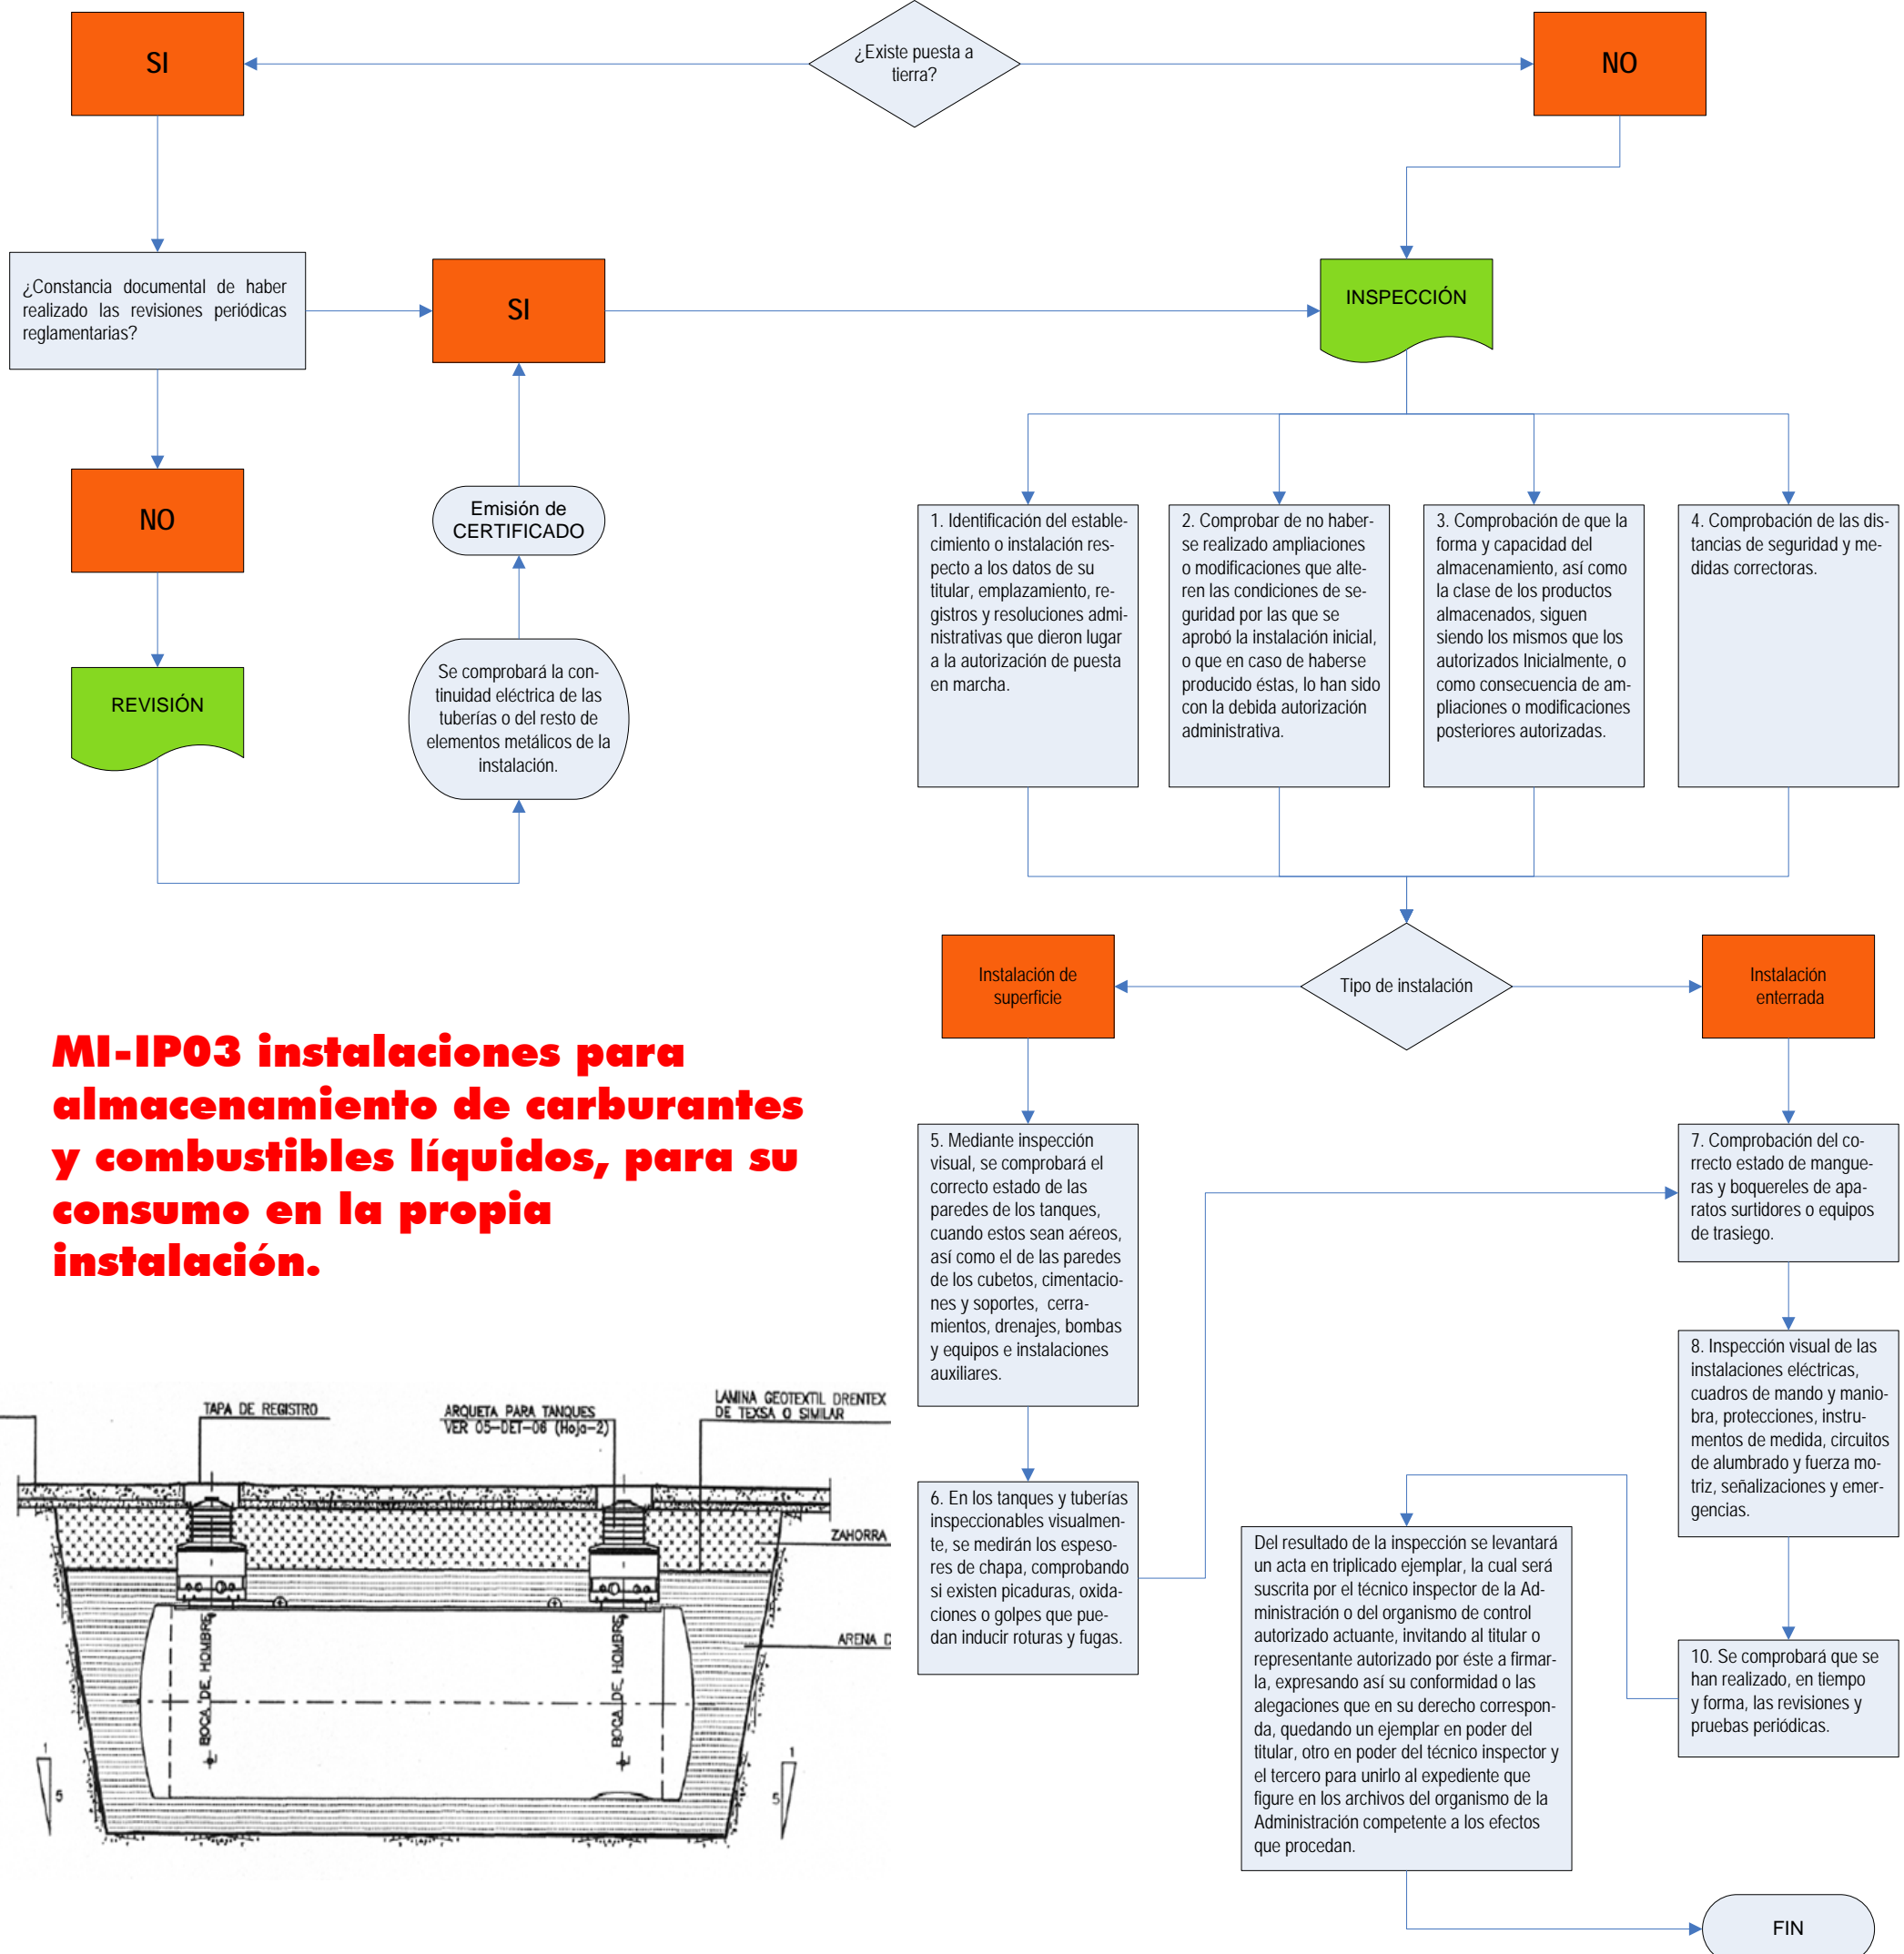 ¿Existe puesta a
tierra?
SI
NO
¿Constancia documental de haber
realizado las revisiones periódicas
reglamentarias?
SI
INSPECCIÓN
NO
Emisión de
CERTIFICADO
REVISIÓN
Se comprobará la con-
tinuidad eléctrica de las
tuberías o del resto de
elementos metálicos de la
instalación.
1. Identificación del estable-
cimiento o instalación res-
pecto a los datos de su
titular, emplazamiento, re-
gistros y resoluciones admi-
nistrativas que dieron lugar
a la autorización de puesta
en marcha.
2. Comprobar de no haber-
se realizado ampliaciones
o modificaciones que alte-
ren las condiciones de se-
guridad por las que se
aprobó la instalación inicial,
o que en caso de haberse
producido éstas, lo han sido
con la debida autorización
administrativa.
3. Comprobación de que la
forma y capacidad del
almacenamiento, así como
la clase de los productos
almacenados, siguen
siendo los mismos que los
autorizados Inicialmente, o
como consecuencia de am-
pliaciones o modificaciones
posteriores autorizadas.
4. Comprobación de las dis-
tancias de seguridad y me-
didas correctoras.
Instalación de
superficie
Tipo de instalación
Instalación
enterrada
MI-IP03 instalaciones para
almacenamiento de carburantes
y combustibles líquidos, para su
consumo en la propia
instalación.
5. Mediante inspección
visual, se comprobará el
correcto estado de las
paredes de los tanques,
cuando estos sean aéreos,
así como el de las paredes
de los cubetos, cimentacio-
nes y soportes, cerra-
mientos, drenajes, bombas
y equipos e instalaciones
auxiliares.
7. Comprobación del co-
rrecto estado de mangue-
ras y boquereles de apa-
ratos surtidores o equipos
de trasiego.
8. Inspección visual de las
instalaciones eléctricas,
cuadros de mando y manio-
bra, protecciones, instru-
mentos de medida, circuitos
de alumbrado y fuerza mo-
triz, señalizaciones y emer-
gencias.
6. En los tanques y tuberías
inspeccionables visualmen-
te, se medirán los espeso-
res de chapa, comprobando
si existen picaduras, oxida-
ciones o golpes que pue-
dan inducir roturas y fugas.
10. Se comprobará que se
han realizado, en tiempo
y forma, las revisiones y
pruebas periódicas.
Del resultado de la inspección se levantará
un acta en triplicado ejemplar, la cual será
suscrita por el técnico inspector de la Ad-
ministración o del organismo de control
autorizado actuante, invitando al titular o
representante autorizado por éste a firmar-
la, expresando así su conformidad o las
alegaciones que en su derecho correspon-
da, quedando un ejemplar en poder del
titular, otro en poder del técnico inspector y
el tercero para unirlo al expediente que
figure en los archivos del organismo de la
Administración competente a los efectos
que procedan.
FIN
TAPA DE REGISTRO
ARQUETA PARA TANQUES
VER 05-DET-06 (Hoja-2)
LAMINA GEOTEXTIL DRENTEX
DE TEXSA O SIMILAR
ZAHORRA
ARENA D
BOCA DE HOMBRE
BOCA DE HOMBRE
1
5
1
5